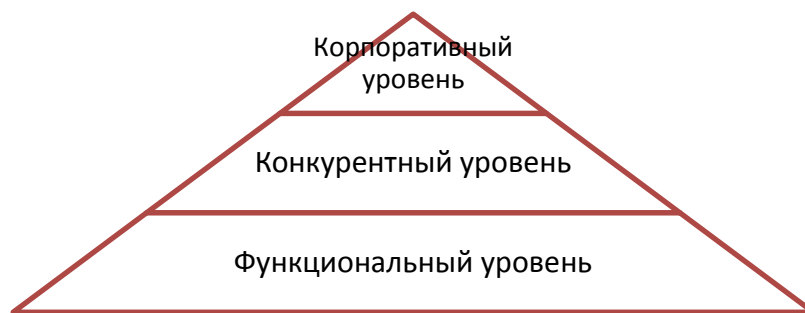 Корпоративный
уровень
Конкурентный уровень
Функциональный уровень